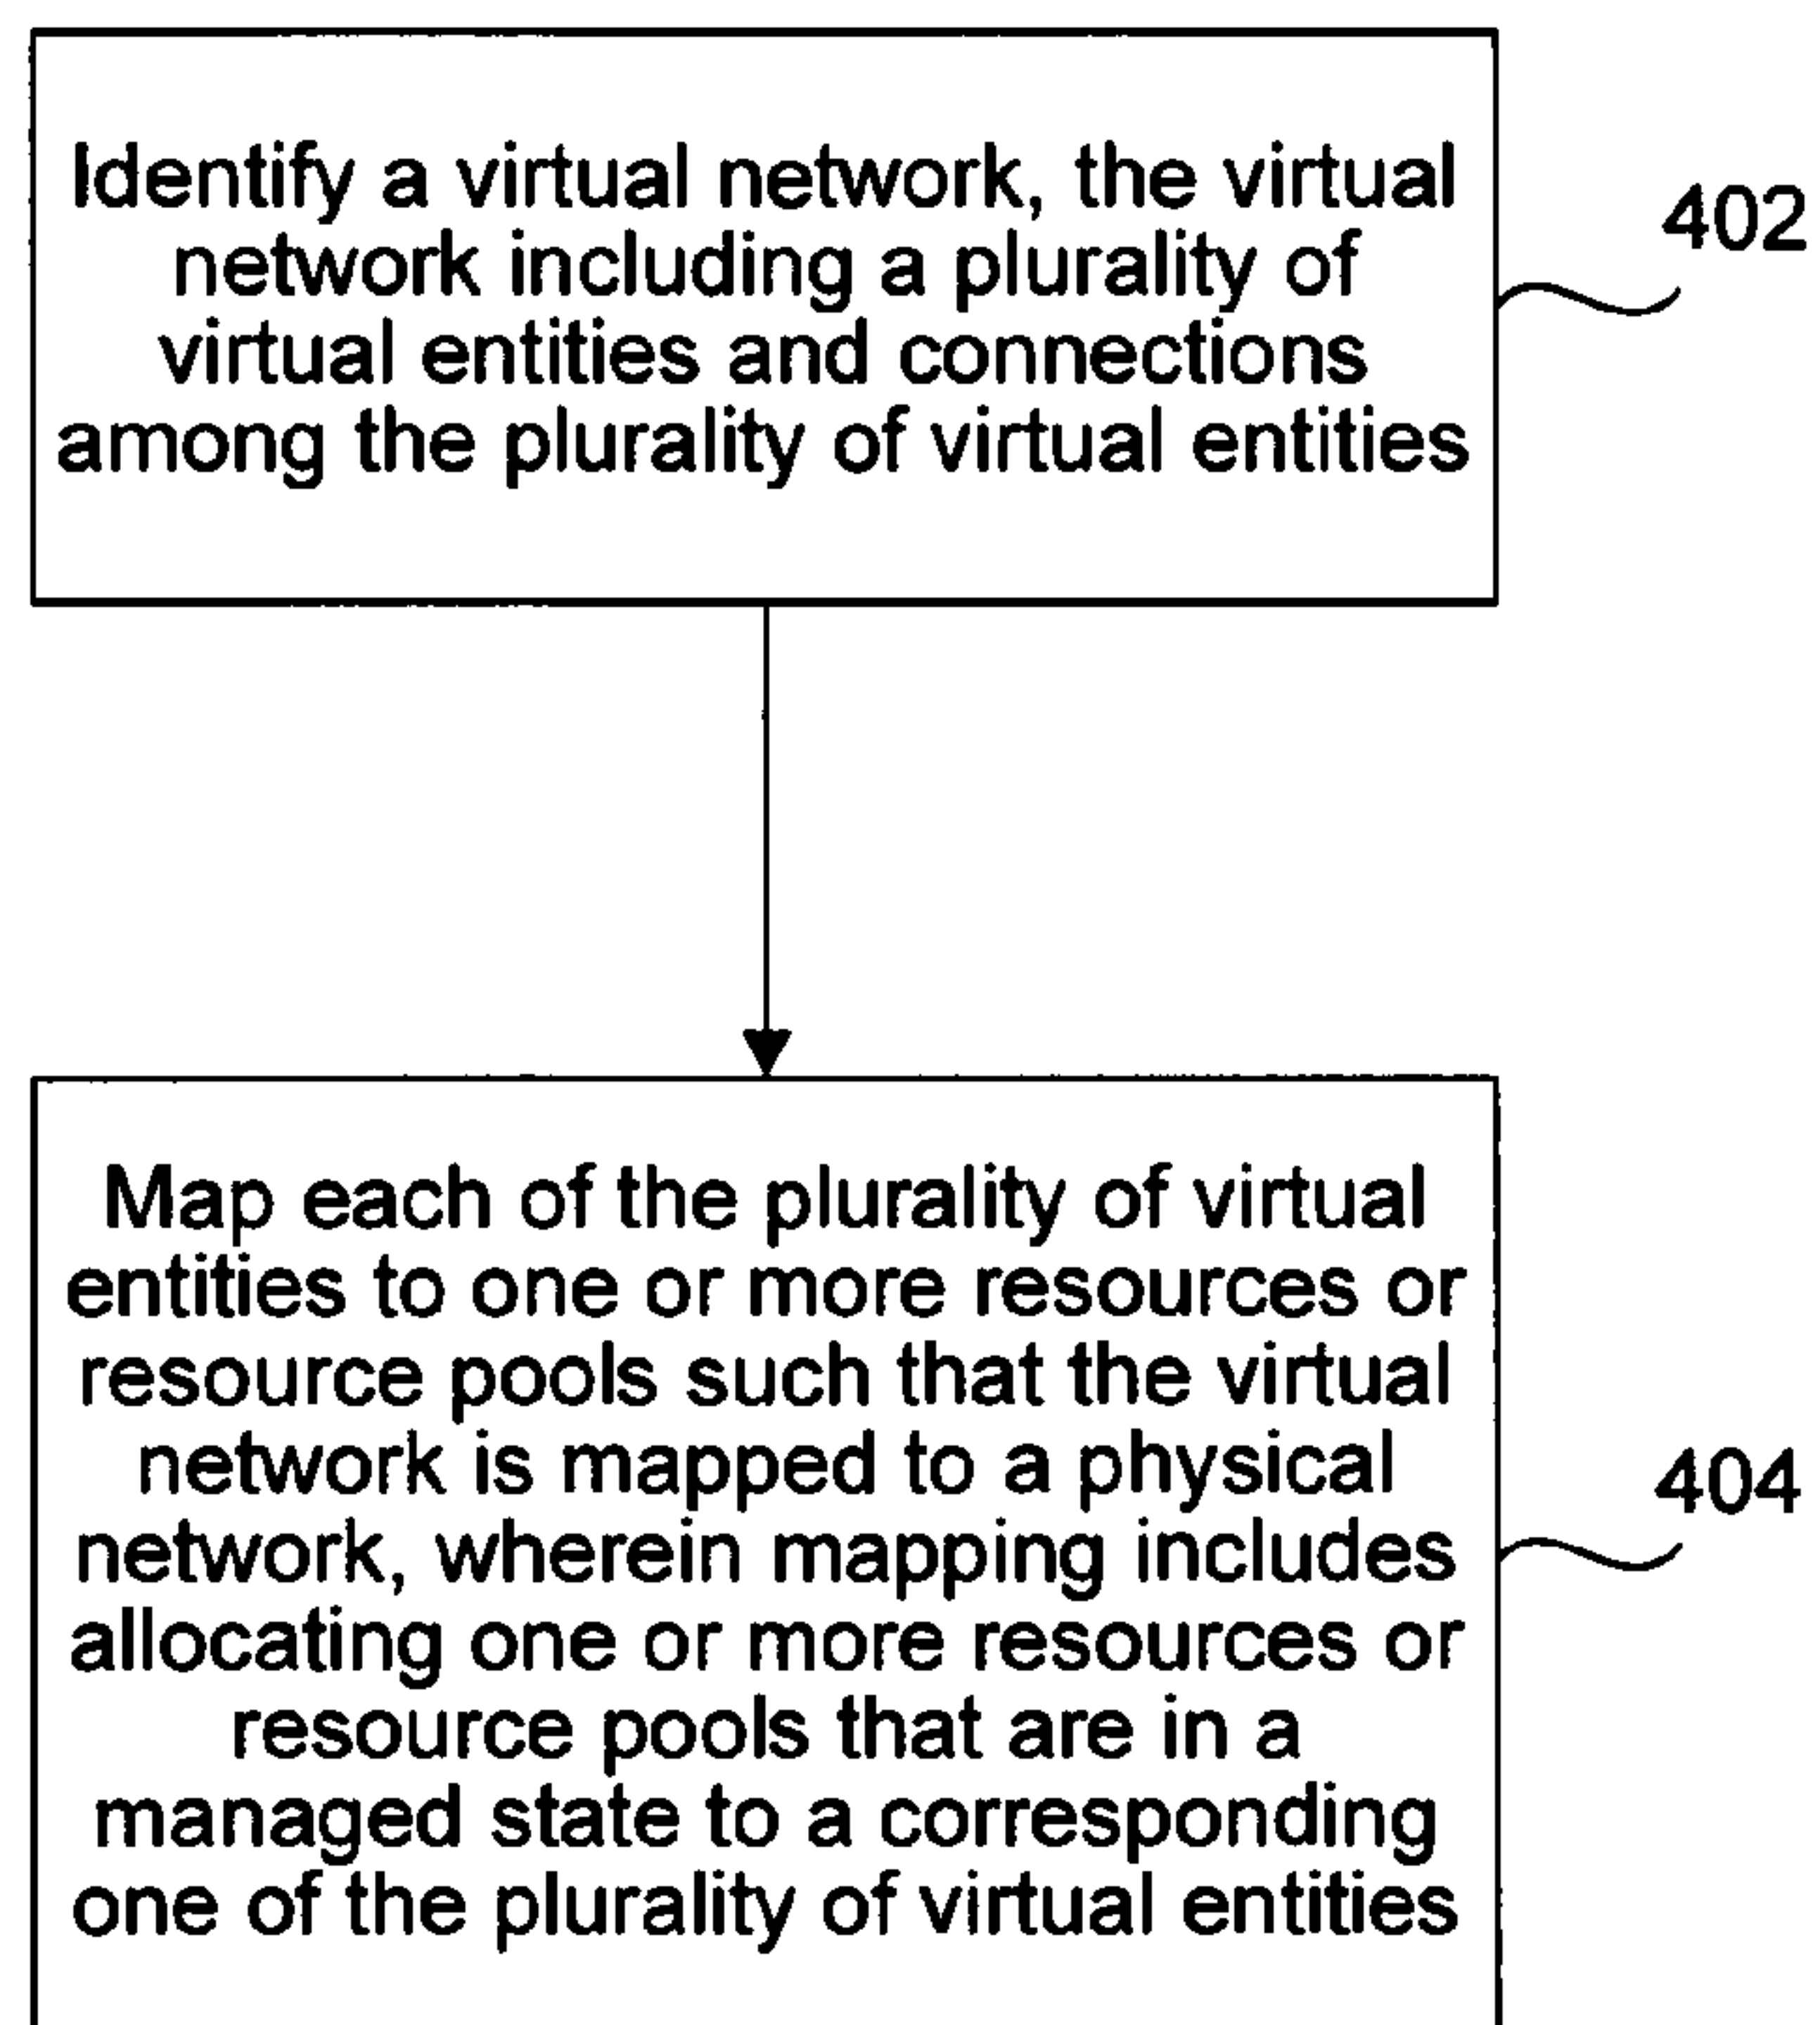 Identify a virtual network, the virtual
network including a plurality of
virtual entities and connections
among the plurality of virtual entities
402
Map each of the plurality of virtual
entities to one or more resources or
resource pools such that the virtual
network is mapped to a physical
network, wherein mapping includes
allocating one or more resources or
resource pools that are in a
managed state to a corresponding
one of the plurality of virtual entities
404